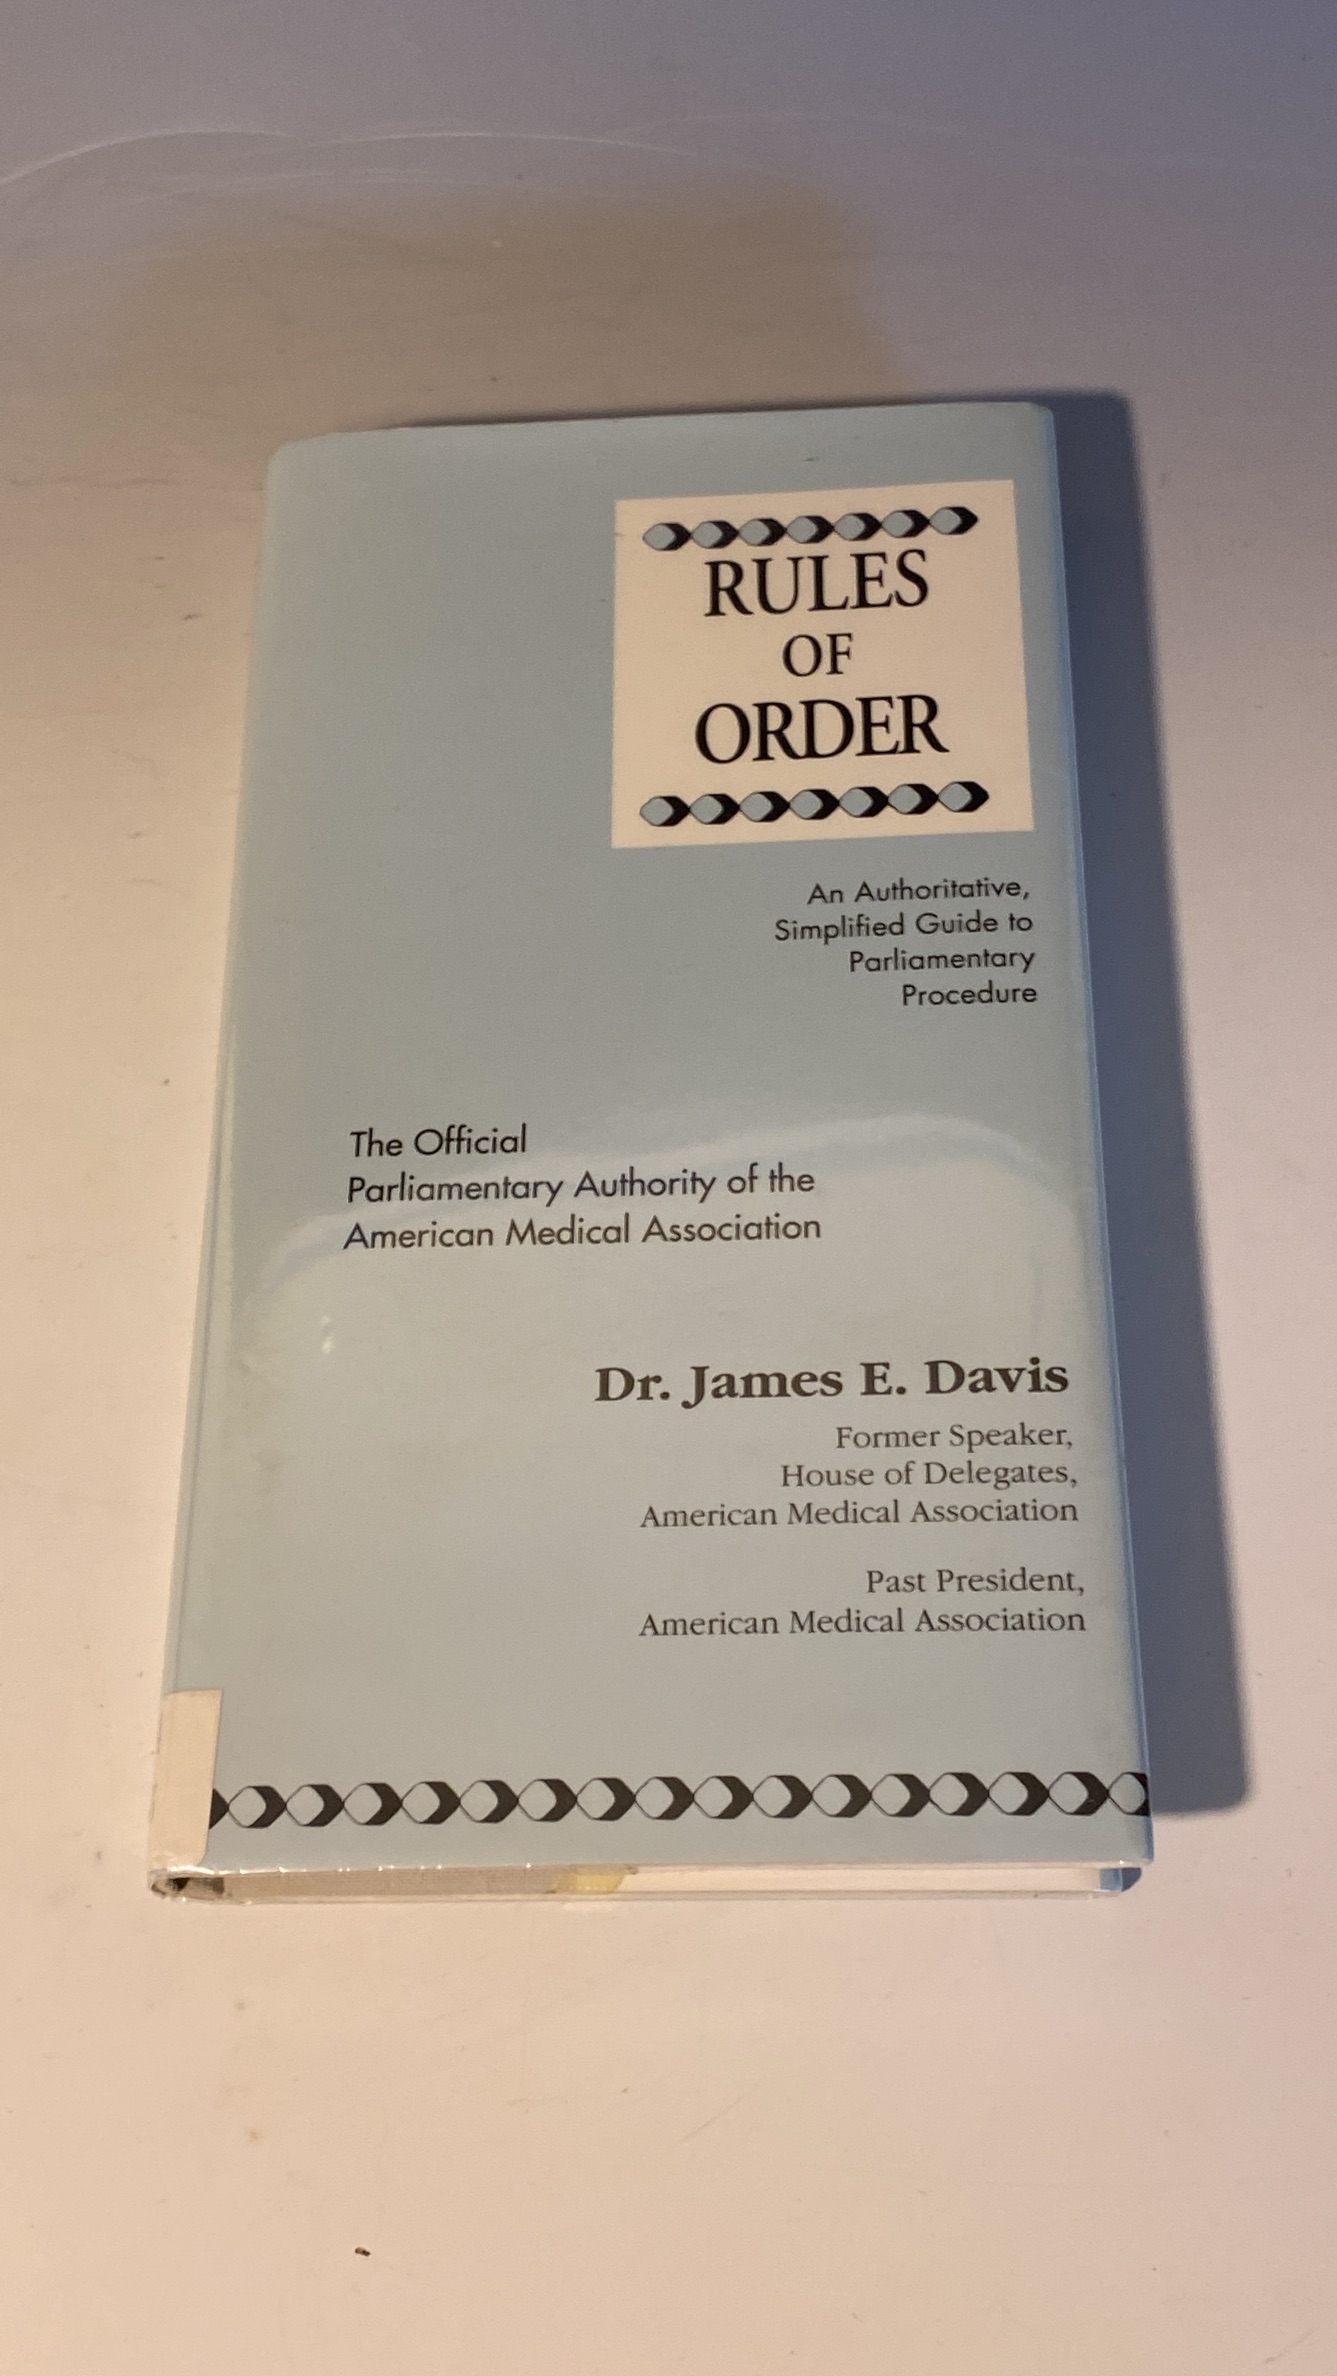 RULES
OF
ORDER
An Authoritative,
Simplified Guide to
Parliamentary
Procedure
The Official
Parliamentary Authority of the
American Medical Association
Dr. James E. Davis
Former Speaker,
House of Delegates,
American Medical Association
Past President,
American Medical Association